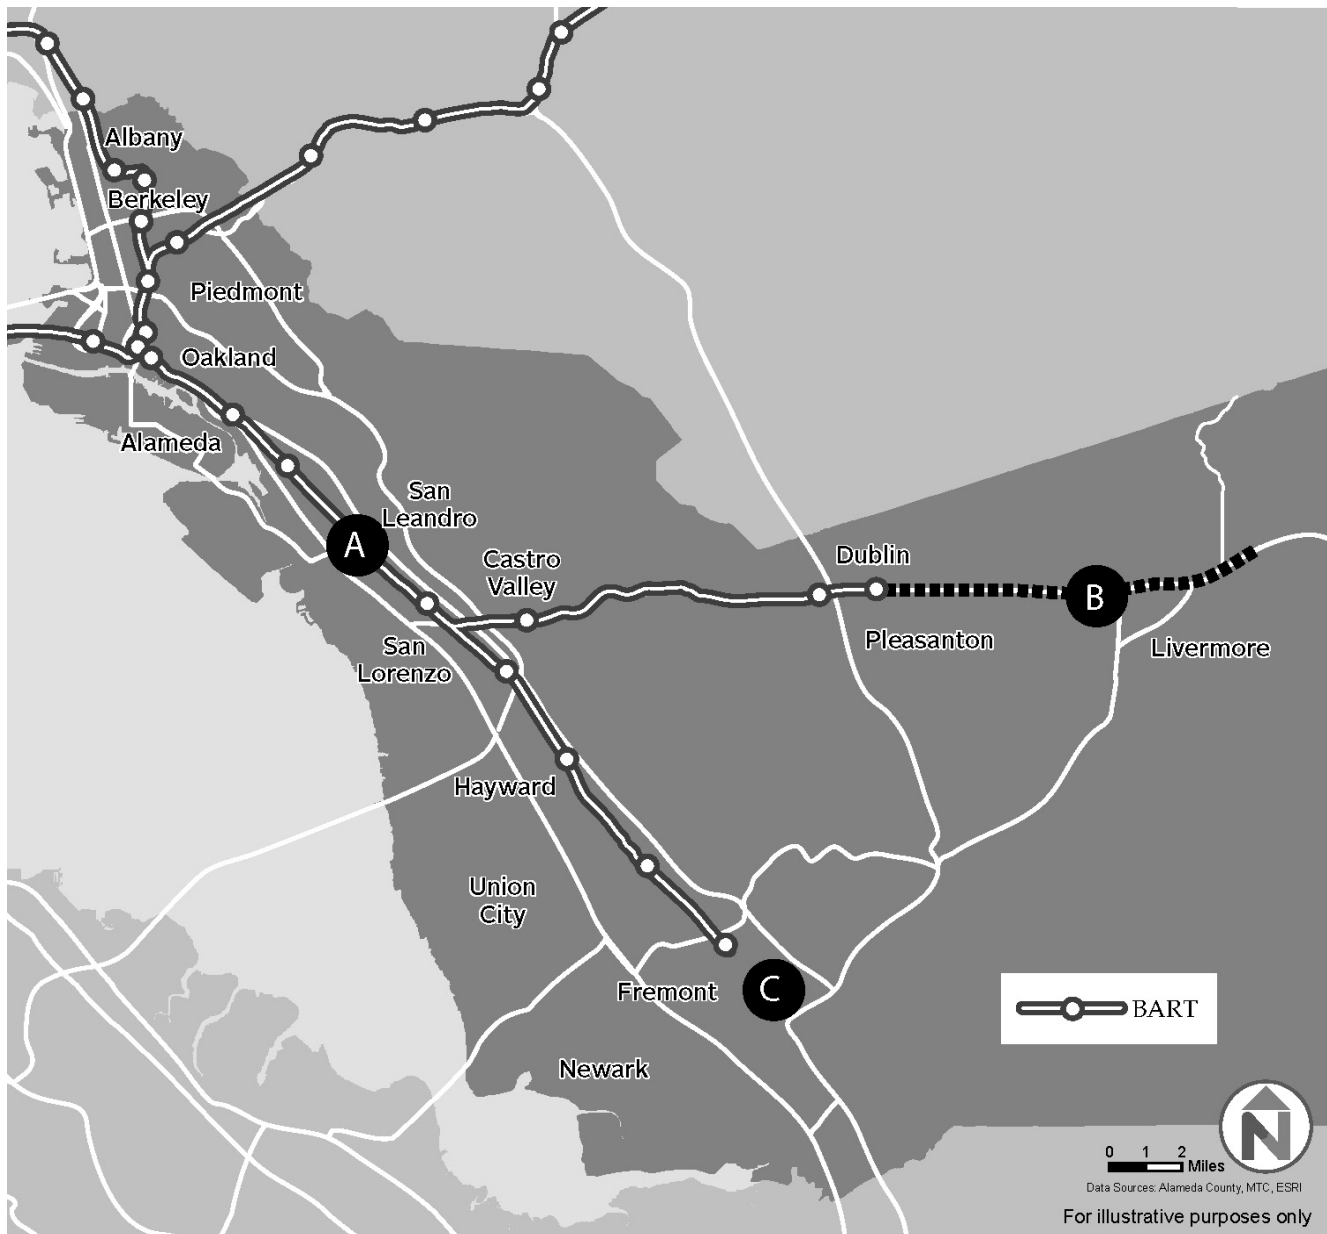 Albany
Berkeley
Piedmont
Oakland
Alameda
San
Leandro
A
Castro
Valley
Dublin
B
San
Lorenzo
Pleasanton
Livermore
Hayward
Union
City
Fremont
C
BART
Newark
N
0 1 2
Miles
Data Sources: Alameda County, MTC, ESRI
For illustrative purposes only